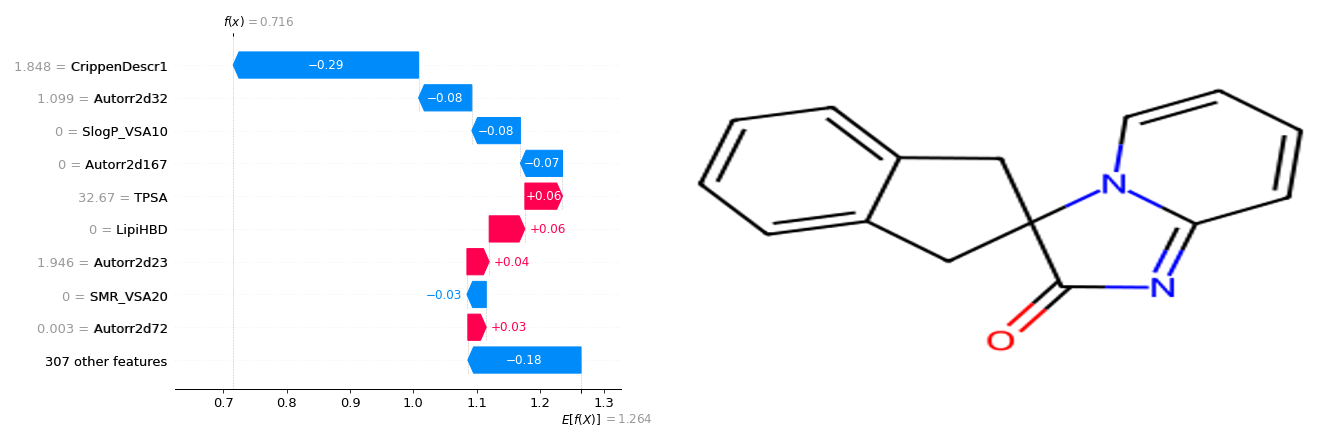 f(x) = 0.716
1.848 = CrippenDescr1
−0.29
1.099 = Autorr2d32
−0.08
0 = SlogP_VSA10
−0.08
0 = Autorr2d167
−0.07
32.67 = TPSA
+0.06
0 = LipiHBD
+0.06
1.946 = Autorr2d23
+0.04
0 = SMR_VSA20
−0.03
0.003 = Autorr2d72
+0.03
307 other features
−0.18
0.7 0.8 0.9 1.0 1.1 1.2 1.3
E[f(X)] = 1.264
N
N
O